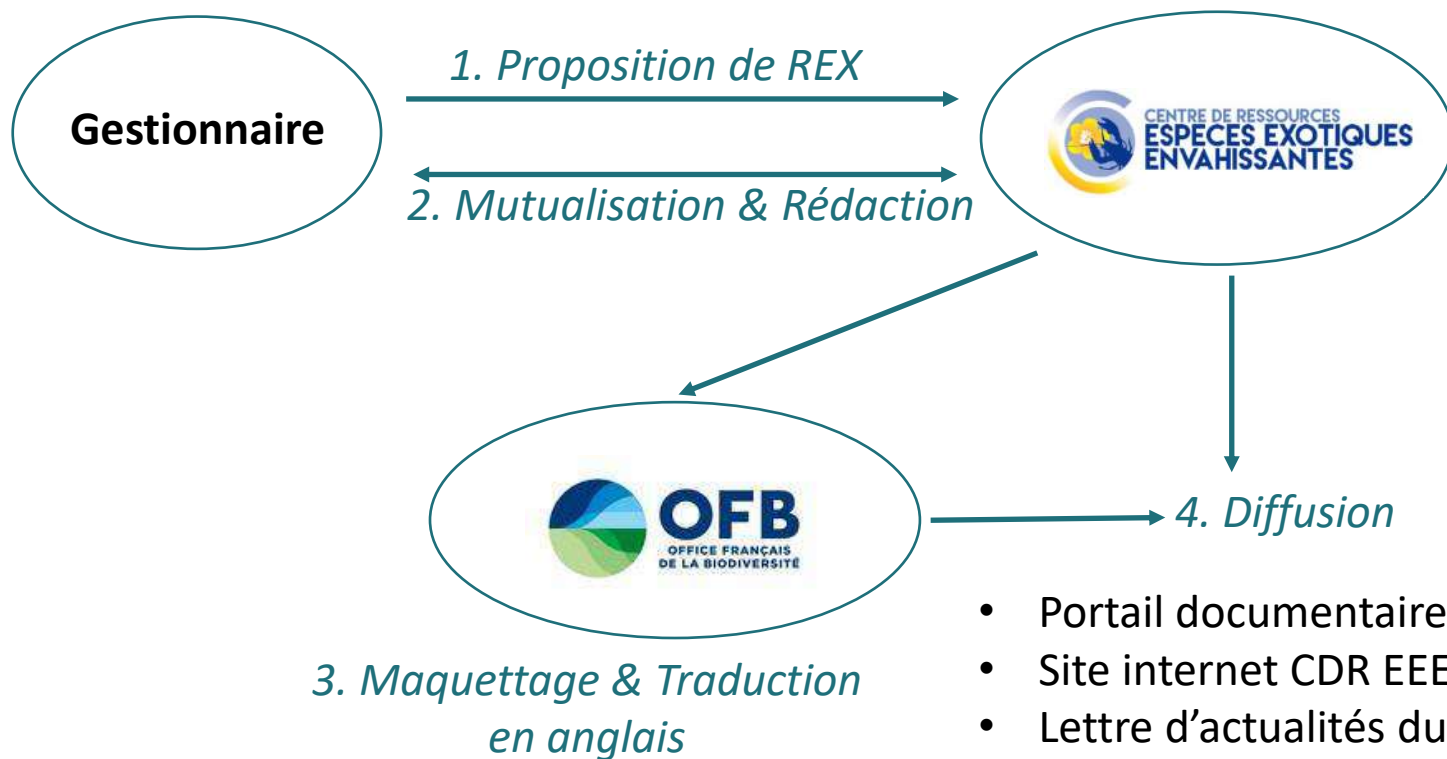 1. Proposition de REX
Gestionnaire
CENTRE DE RESSOURCES
ESPÈCES EXOTIQUES
ENVAHISSANTES
2. Mutualisation & Rédaction
OFB
OFFICE FRANÇAIS
DE LA BIODIVERSITÉ
4. Diffusion
3. Maquettage & Traduction
en anglais
• Portail documentaire
• Site internet CDR EEE
• Lettre d’actualités du